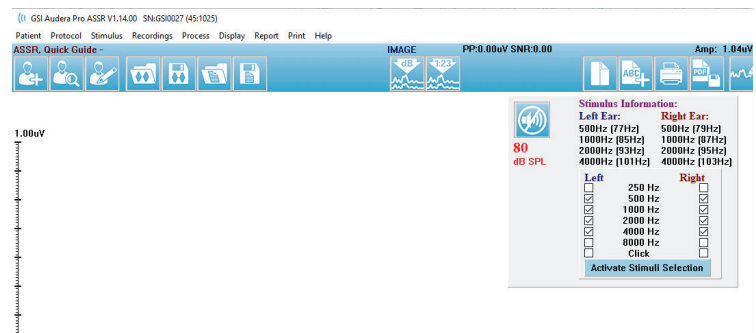 GSI Audera Pro ASSR V1.14.00 SN:GSI0027 (45:1025)
Patient Protocol Stimulus Recordings Process Display Report Print Help
ASSR, Quick Guide - IMAGE PP:0.00uV SNR:0.00 Amp: 1.04uV
dB 1:23 ABC PDF
1.00uV
80
dB SPL
Stimulus Information:
Left Ear: Right Ear:
500Hz (77Hz) 500Hz (79Hz)
1000Hz (85Hz) 1000Hz (87Hz)
2000Hz (93Hz) 2000Hz (95Hz)
4000Hz (101Hz) 4000Hz (103Hz)
Left Right
250 Hz
500 Hz
1000 Hz
2000 Hz
4000 Hz
8000 Hz
Click
Activate Stimuli Selection